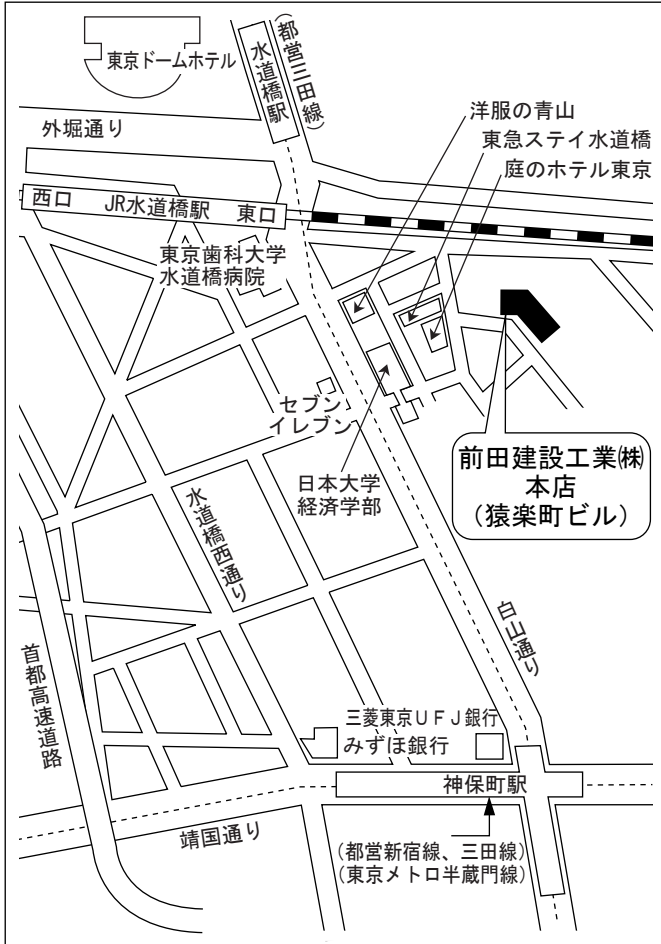 東京ドームホテル
水道橋駅
(都営三田線)
外堀通り
洋服の青山
東急ステイ水道橋
庭のホテル東京
西口 JR水道橋駅 東口
東京歯科大学
水道橋病院
セブン
イレブン
日本大学
経済学部
前田建設工業㈱
本店
(猿楽町ビル)
水道橋西通り
白山通り
首都高速道路
三菱東京ＵＦＪ銀行
みずほ銀行
神保町駅
靖国通り
(都営新宿線、三田線)
(東京メトロ半蔵門線)